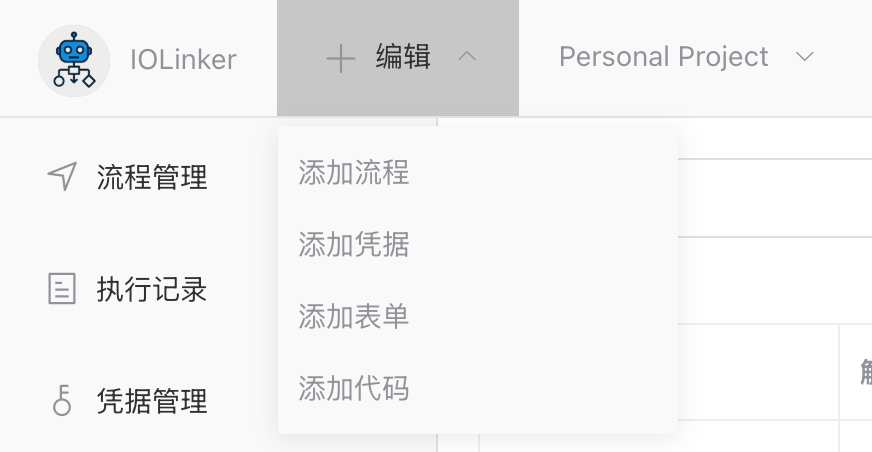 IOLinker
编辑
Personal Project
流程管理
执行记录
凭据管理
添加流程
添加凭据
添加表单
添加代码